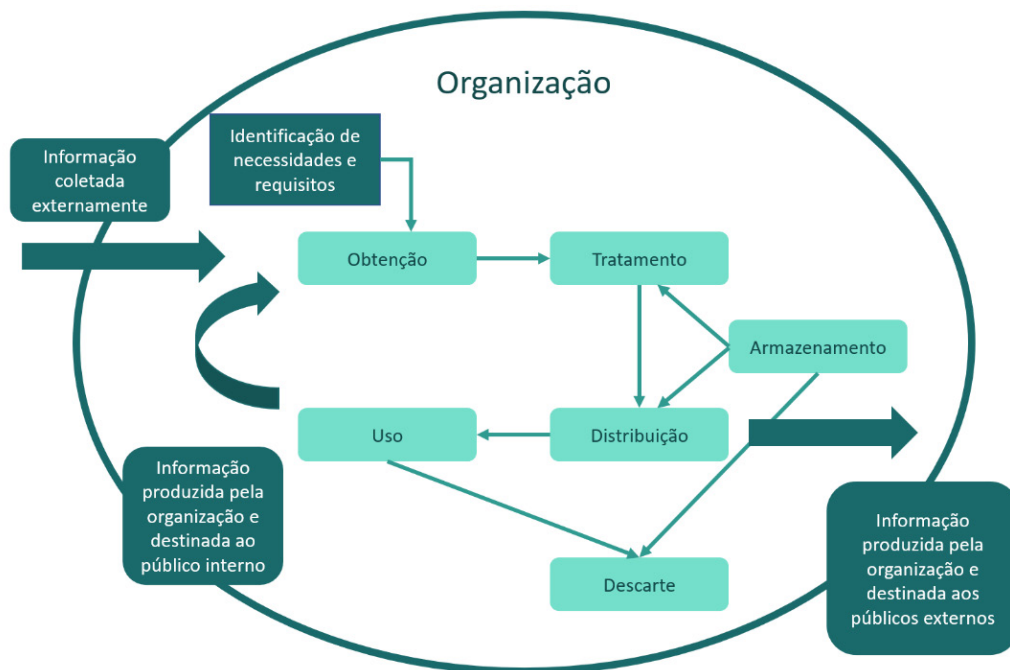 Organização
Identificação de
necessidades e
requisitos
Informação
coletada
externamente
Obtenção
Tratamento
Armazenamento
Uso
Distribuição
Informação
produzida pela
organização e
destinada ao
público interno
Informação
produzida pela
organização e
destinada aos
públicos externos
Descarte